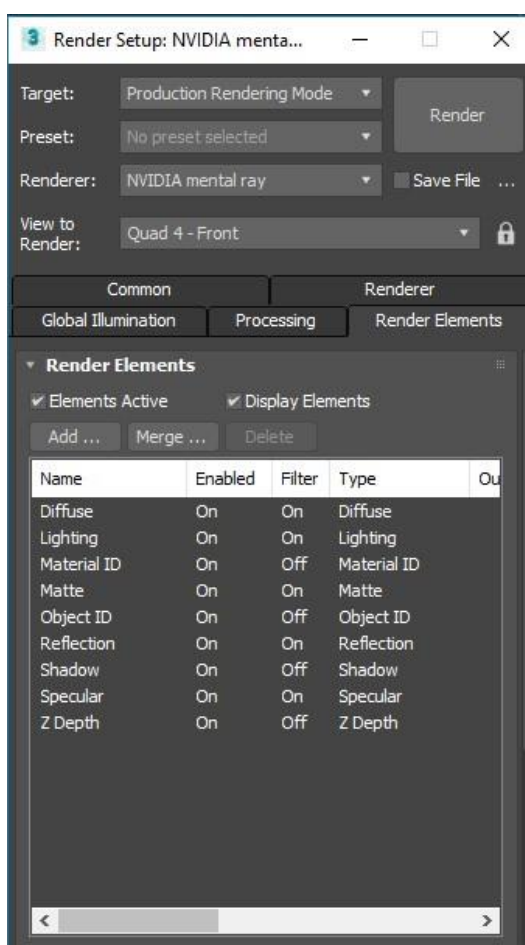 3 Render Setup: NVIDIA menta...
Target: Production Rendering Mode
Render
Preset: No preset selected
Renderer: NVIDIA mental ray Save File ...
View to Render: Quad 4 - Front
Common Renderer
Global Illumination Processing Render Elements
Render Elements
Elements Active Display Elements
Add ... Merge ... Delete
Name Enabled Filter Type Ou
Diffuse On On Diffuse
Lighting On On Lighting
Material ID On Off Material ID
Matte On On Matte
Object ID On Off Object ID
Reflection On On Reflection
Shadow On Off Shadow
Specular On On Specular
Z Depth On Off Z Depth